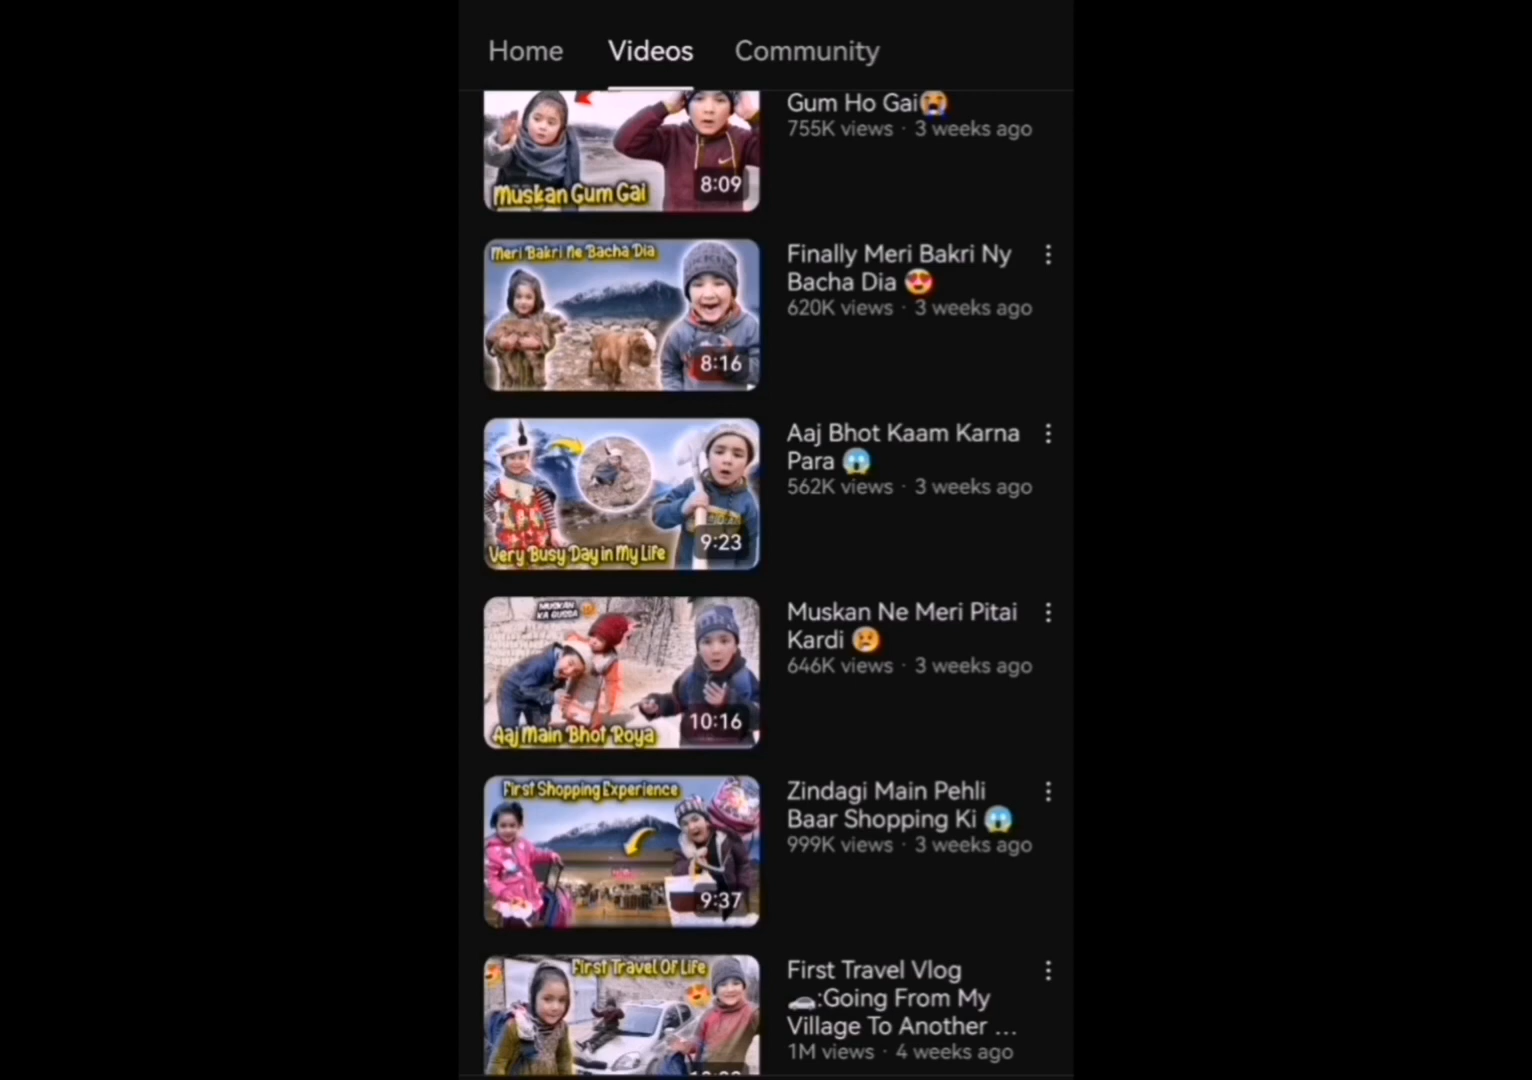 Home Videos Community
Muskan Gum Gai
8:09
Gum Ho Gai😭
755K views · 3 weeks ago
Meri Bakri Ne Bacha Dia
8:16
Finally Meri Bakri Ny
Bacha Dia 😍
620K views · 3 weeks ago
Very Busy Day in My Life
9:23
Aaj Bhot Kaam Karna
Para 😱
562K views · 3 weeks ago
MUSKAN
KA GUSSA
Aaj Main Bhot Roya
10:16
Muskan Ne Meri Pitai
Kardi 😢
646K views · 3 weeks ago
First Shopping Experience
9:37
Zindagi Main Pehli
Baar Shopping Ki 😱
999K views · 3 weeks ago
First Travel Of Life
First Travel Vlog
🚗:Going From My
Village To Another ...
1M views · 4 weeks ago